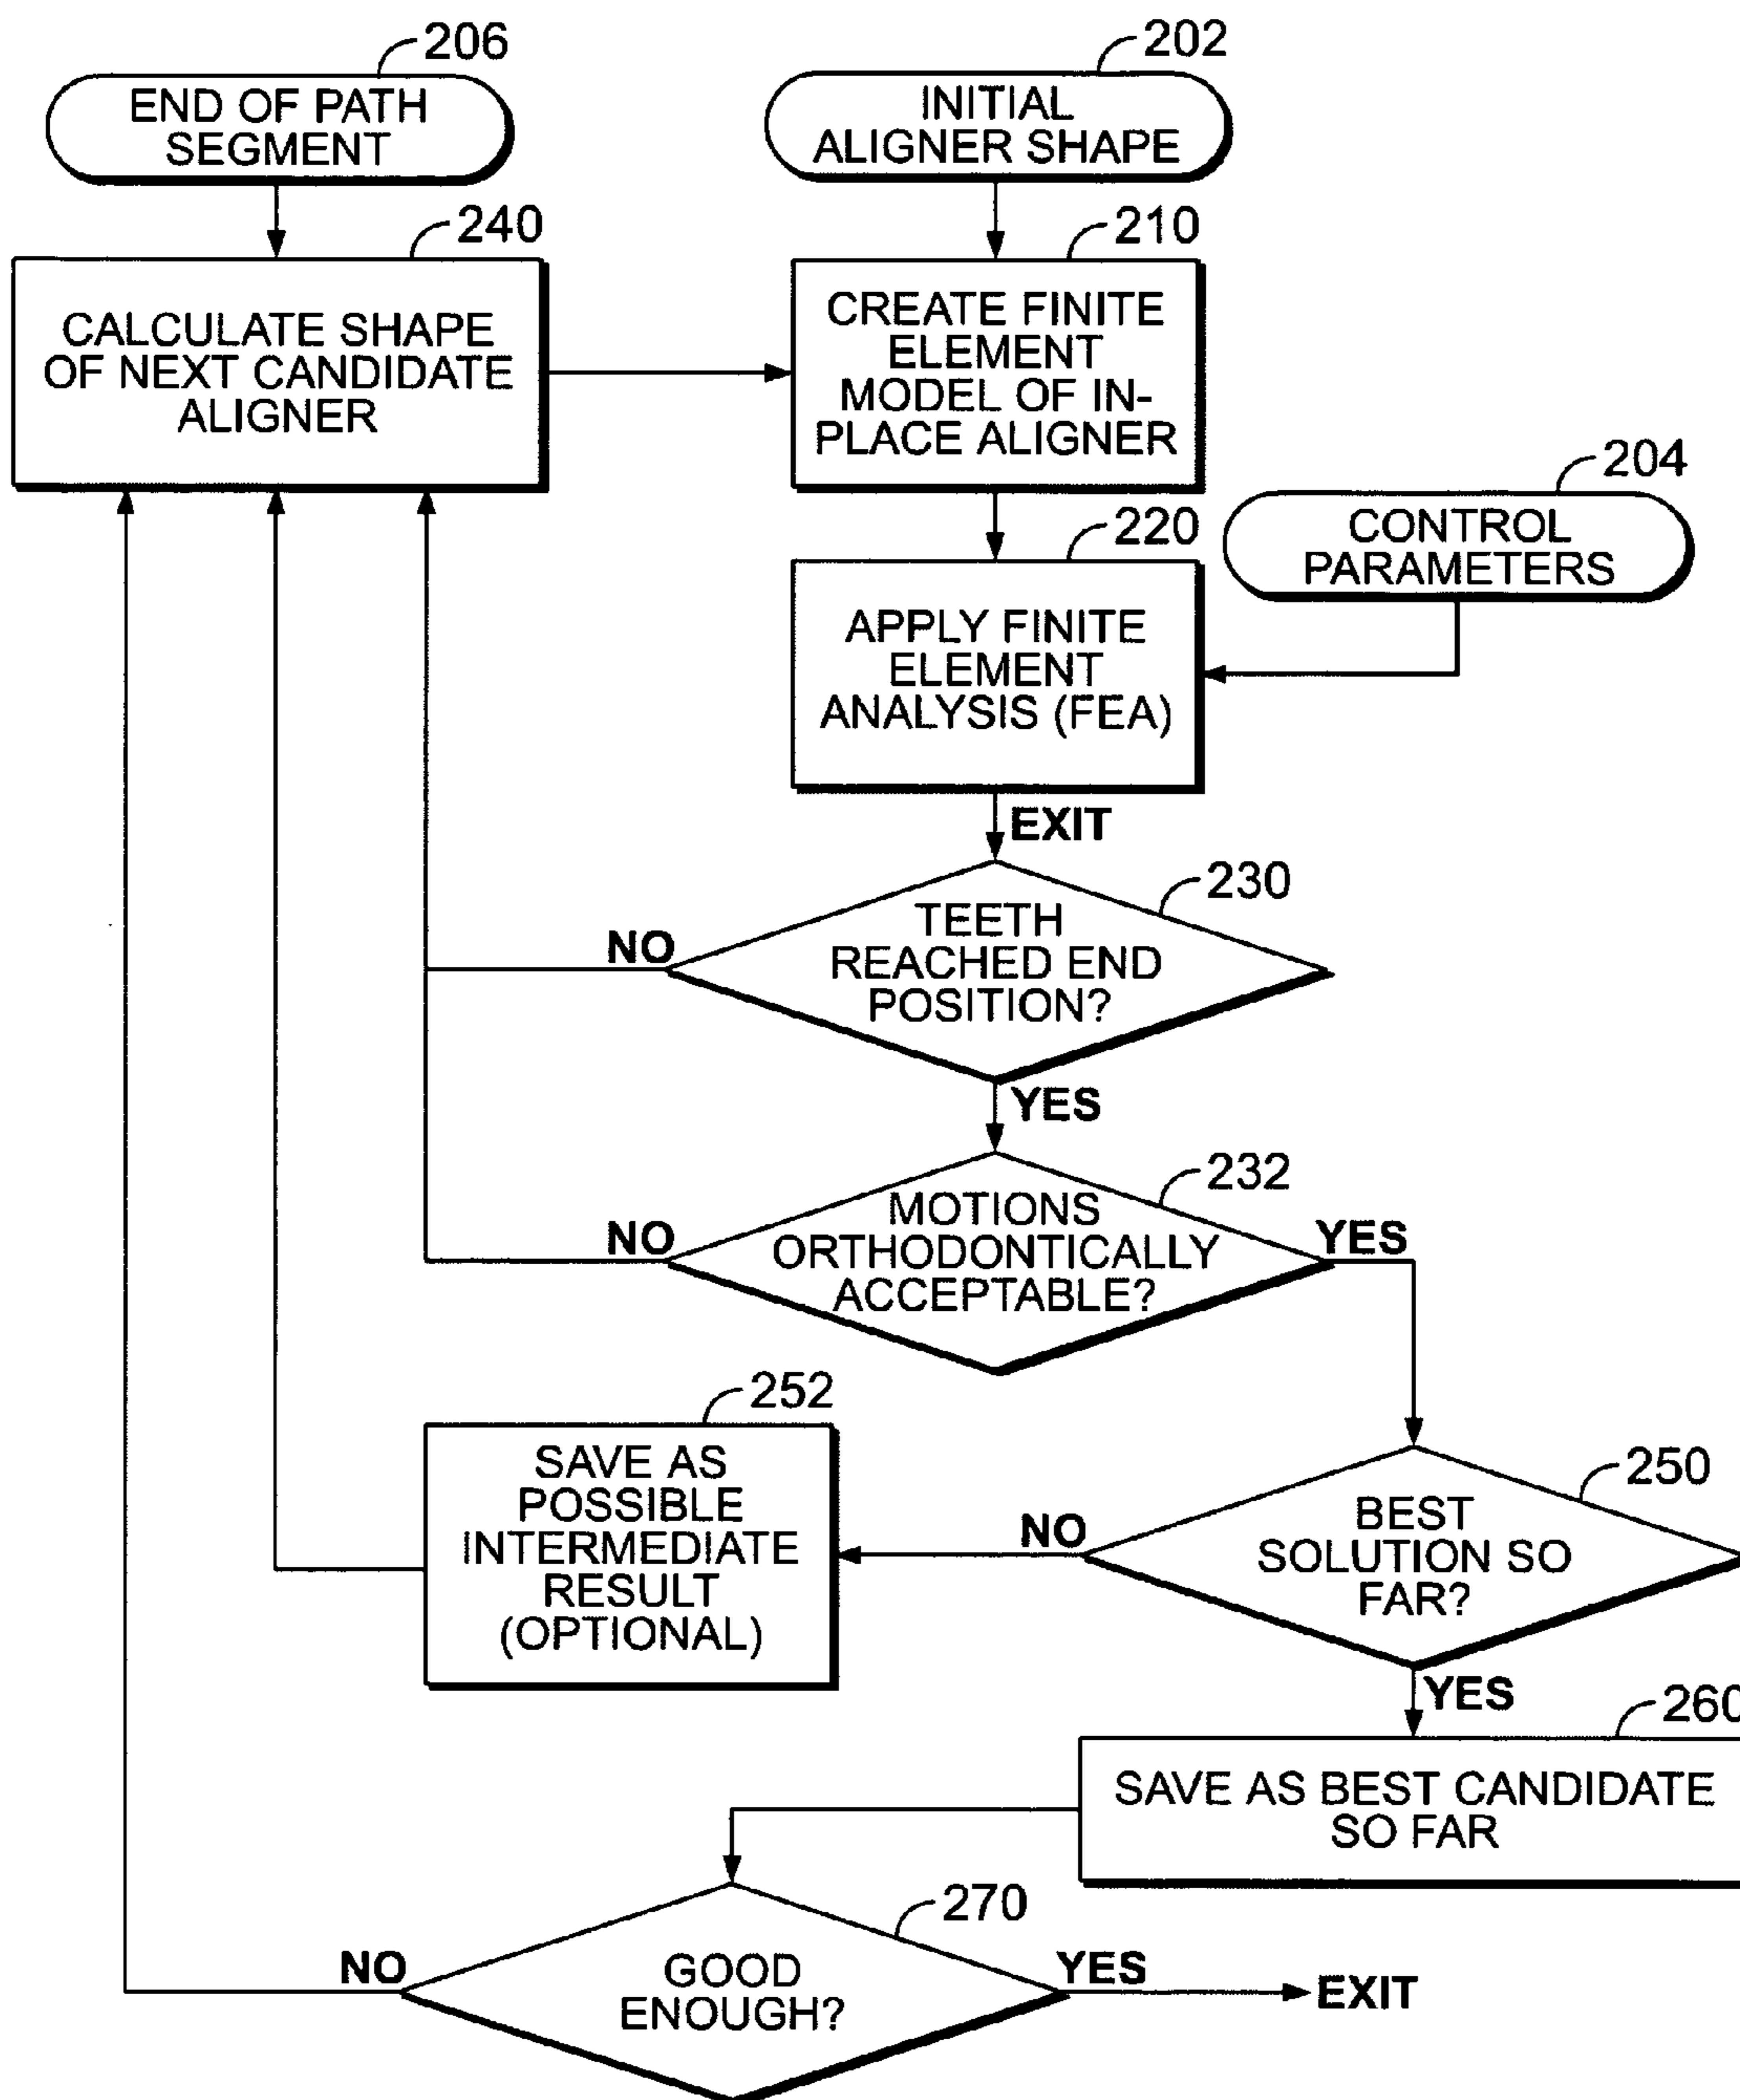 206
END OF PATH
SEGMENT
202
INITIAL
ALIGNER SHAPE
240
CALCULATE SHAPE
OF NEXT CANDIDATE
ALIGNER
210
CREATE FINITE
ELEMENT
MODEL OF IN-
PLACE ALIGNER
204
CONTROL
PARAMETERS
220
APPLY FINITE
ELEMENT
ANALYSIS (FEA)
EXIT
230
TEETH
REACHED END
POSITION?
NO
YES
232
MOTIONS
ORTHODONTICALLY
ACCEPTABLE?
NO
YES
252
SAVE AS
POSSIBLE
INTERMEDIATE
RESULT
(OPTIONAL)
250
BEST
SOLUTION SO
FAR?
NO
YES
260
SAVE AS BEST CANDIDATE
SO FAR
270
GOOD
ENOUGH?
NO
YES
EXIT